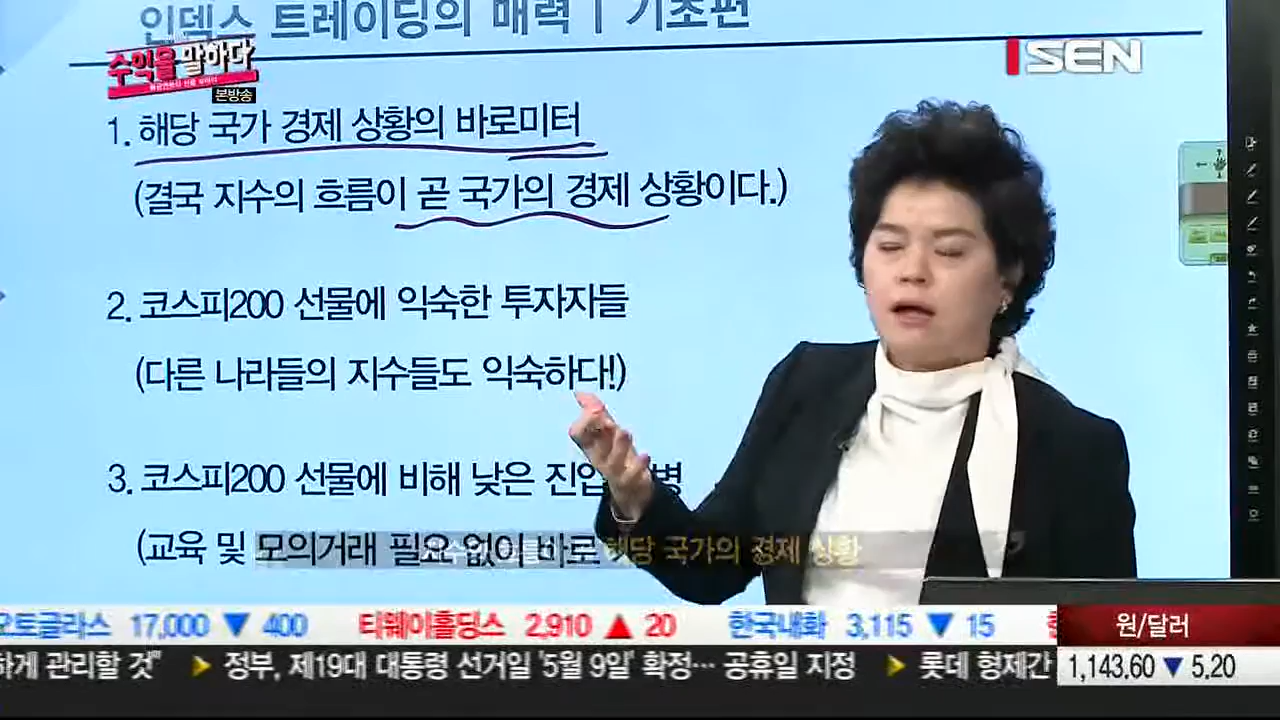 인덱스 트레이딩의 매력 | 기초편
수익을 말하다
본방송
SEN
1. 해당 국가 경제 상황의 바로미터
(결국 지수의 흐름이 곧 국가의 경제 상황이다.)
2. 코스피200 선물에 익숙한 투자자들
(다른 나라들의 지수들도 익숙하다!)
3. 코스피200 선물에 비해 낮은 진입 병
(교육 및 모의거래 필요 없이 바로
해당 국가의 경제 상황
오토글라스 17,000 ▼ 400 티웨이홀딩스 2,910 ▲ 20 한국내화 3,115 ▼ 15
원/달러
하게 관리할 것" ▶ 정부, 제19대 대통령 선거일 '5월 9일' 확정… 공휴일 지정 ▶ 롯데 형제간
1,143.60 ▼ 5.20